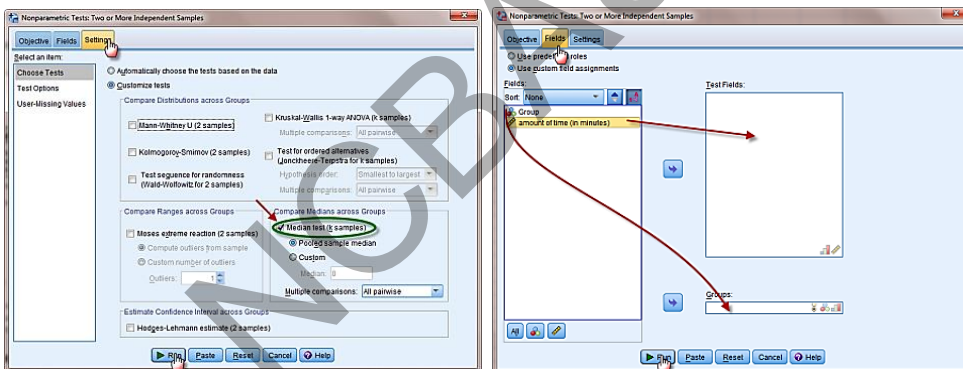 Nonparametric Tests: Two or More Independent Samples
Objective Fields Settings
Select an item:
Choose Tests
Test Options
User-Missing Values
Automatically choose the tests based on the data
Customize tests
Compare Distributions across Groups
Mann-Whitney U (2 samples)
Kolmogorov-Smirnov (2 samples)
Test sequence for randomness
(Wald-Wolfowitz for 2 samples)
Kruskal-Wallis 1-way ANOVA (k samples)
Multiple comparisons: All pairwise
Test for ordered alternatives
(Jonckheere-Terpstra for k samples)
Hypothesis order: Smallest to largest
Multiple comparisons: All pairwise
Compare Ranges across Groups
Moses extreme reaction (2 samples)
Compute outliers from sample
Custom number of outliers
Outliers: 1
Compare Medians across Groups
Median test (k samples)
Pooled sample median
Custom
Median: 0
Multiple comparisons: All pairwise
Estimate Confidence Interval across Groups
Hodges-Lehmann estimate (2 samples)
Run Paste Reset Cancel Help
Nonparametric Tests: Two or More Independent Samples
Objective Fields Settings
Use predefined roles
Use custom field assignments
Fields:
Sort: None
Group
amount of time (in minutes)
Test Fields:
Groups:
All
Run Paste Reset Cancel Help